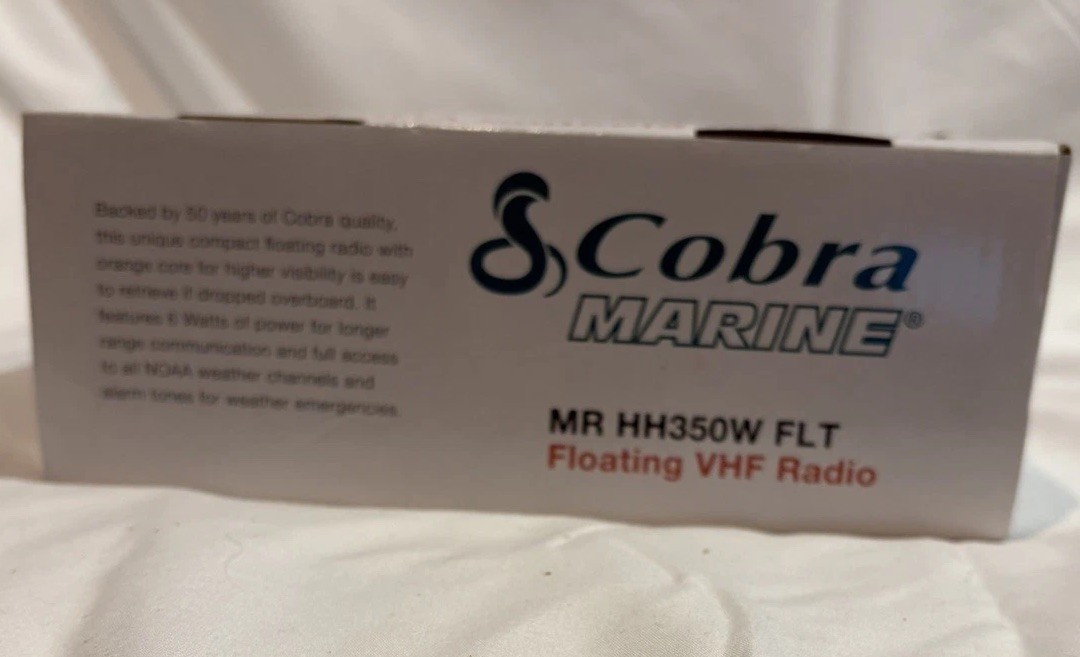 Backed by 50 years of Cobra quality,
this unique compact floating radio with
orange core for higher visibility is easy
to retrieve if dropped overboard. It
features 6 Watts of power for longer
range communication and full access
to all NOAA weather channels and
alarm tones for weather emergencies.
Cobra
MARINE®
MR HH350W FLT
Floating VHF Radio